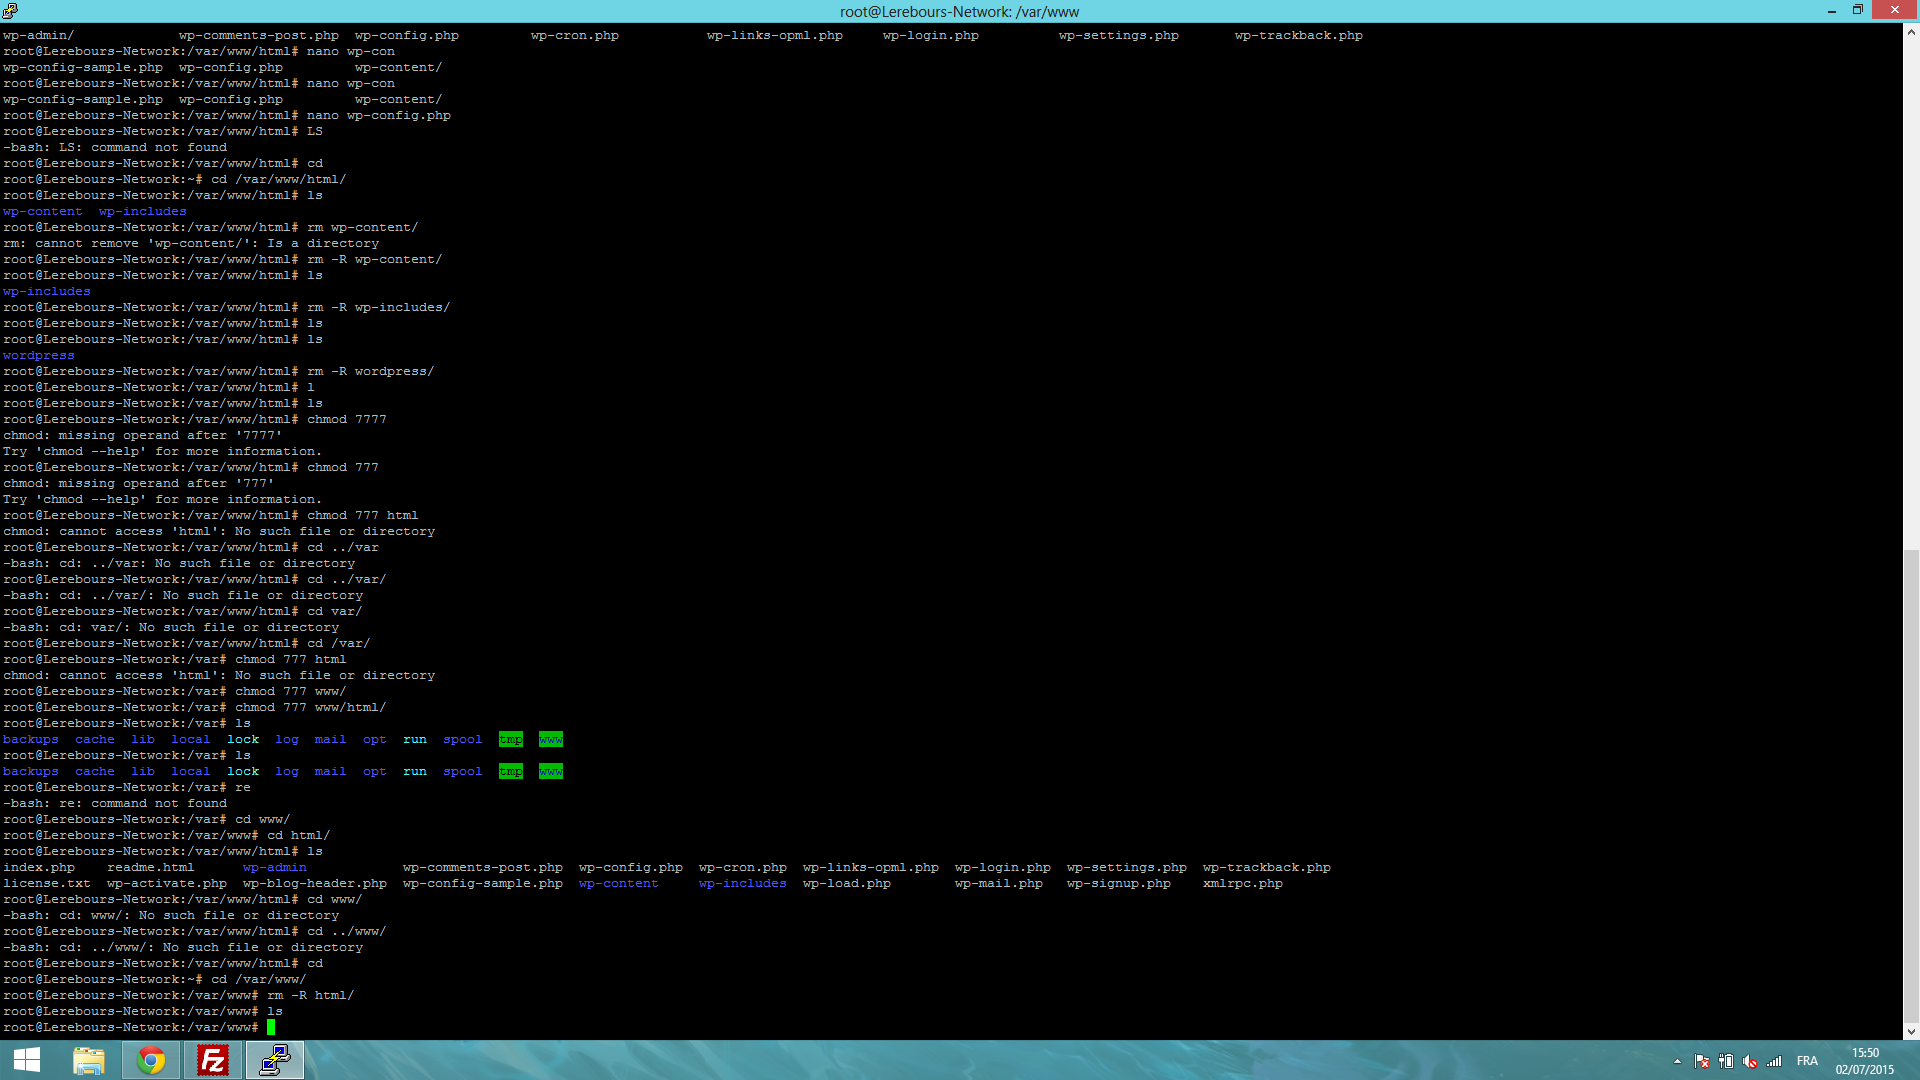 root@Lerebours-Network: /var/www
wp-admin/ wp-comments-post.php wp-config.php wp-cron.php wp-links-opml.php wp-login.php wp-settings.php wp-trackback.php
root@Lerebours-Network:/var/www/html# nano wp-con
wp-config-sample.php wp-config.php wp-content/
root@Lerebours-Network:/var/www/html# nano wp-con
wp-config-sample.php wp-config.php wp-content/
root@Lerebours-Network:/var/www/html# nano wp-config.php
root@Lerebours-Network:/var/www/html# LS
-bash: LS: command not found
root@Lerebours-Network:/var/www/html# cd
root@Lerebours-Network:~# cd /var/www/html/
root@Lerebours-Network:/var/www/html# ls
wp-content wp-includes
root@Lerebours-Network:/var/www/html# rm wp-content/
rm: cannot remove 'wp-content/': Is a directory
root@Lerebours-Network:/var/www/html# rm -R wp-content/
root@Lerebours-Network:/var/www/html# ls
wp-includes
root@Lerebours-Network:/var/www/html# rm -R wp-includes/
root@Lerebours-Network:/var/www/html# ls
root@Lerebours-Network:/var/www/html# ls
wordpress
root@Lerebours-Network:/var/www/html# rm -R wordpress/
root@Lerebours-Network:/var/www/html# l
root@Lerebours-Network:/var/www/html# ls
root@Lerebours-Network:/var/www/html# chmod 7777
chmod: missing operand after '7777'
Try 'chmod --help' for more information.
root@Lerebours-Network:/var/www/html# chmod 777
chmod: missing operand after '777'
Try 'chmod --help' for more information.
root@Lerebours-Network:/var/www/html# chmod 777 html
chmod: cannot access 'html': No such file or directory
root@Lerebours-Network:/var/www/html# cd ../var
-bash: cd: ../var: No such file or directory
root@Lerebours-Network:/var/www/html# cd ../var/
-bash: cd: ../var/: No such file or directory
root@Lerebours-Network:/var/www/html# cd var/
-bash: cd: var/: No such file or directory
root@Lerebours-Network:/var/www/html# cd /var/
root@Lerebours-Network:/var# chmod 777 html
chmod: cannot access 'html': No such file or directory
root@Lerebours-Network:/var# chmod 777 www/
root@Lerebours-Network:/var# chmod 777 www/html/
root@Lerebours-Network:/var# ls
backups cache lib local lock log mail opt run spool tmp www
root@Lerebours-Network:/var# ls
backups cache lib local lock log mail opt run spool tmp www
root@Lerebours-Network:/var# re
-bash: re: command not found
root@Lerebours-Network:/var# cd www/
root@Lerebours-Network:/var/www# cd html/
root@Lerebours-Network:/var/www/html# ls
index.php readme.html wp-admin wp-comments-post.php wp-config.php wp-cron.php wp-links-opml.php wp-login.php wp-settings.php wp-trackback.php
license.txt wp-activate.php wp-blog-header.php wp-config-sample.php wp-content wp-includes wp-load.php wp-mail.php wp-signup.php xmlrpc.php
root@Lerebours-Network:/var/www/html# cd www/
-bash: cd: www/: No such file or directory
root@Lerebours-Network:/var/www/html# cd ../www/
-bash: cd: ../www/: No such file or directory
root@Lerebours-Network:/var/www/html# cd
root@Lerebours-Network:~# cd /var/www/
root@Lerebours-Network:/var/www# rm -R html/
root@Lerebours-Network:/var/www# ls
root@Lerebours-Network:/var/www#
FZ
FRA
15:50
02/07/2015